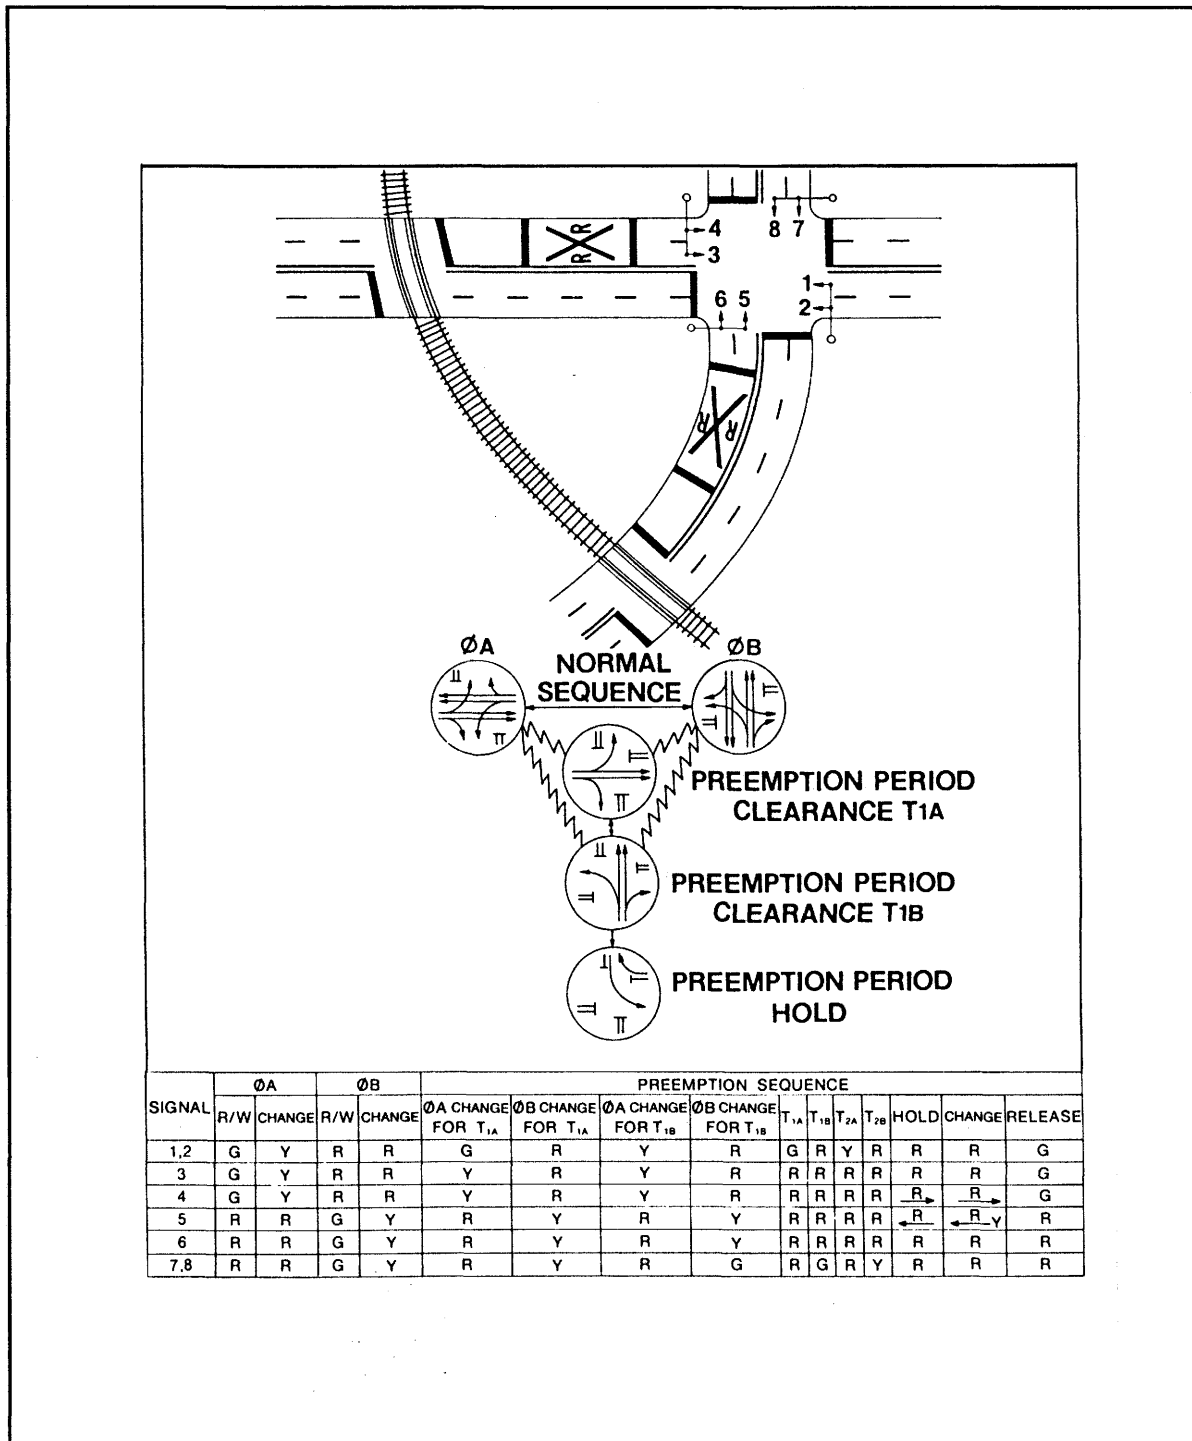 8 7
4
3
R R
1
2
6 5
R R
ØA
ØB
NORMAL
SEQUENCE
PREEMPTION PERIOD
CLEARANCE T1A
PREEMPTION PERIOD
CLEARANCE T1B
PREEMPTION PERIOD
HOLD
SIGNAL ØA ØB PREEMPTION SEQUENCE
R/W CHANGE R/W CHANGE ØA CHANGE FOR T1A ØB CHANGE FOR T1A ØA CHANGE FOR T1B ØB CHANGE FOR T1B T1A T1B T2A T2B HOLD CHANGE RELEASE
1,2 G Y R R G R Y R G R Y R R R G
3 G Y R R Y R Y R R R R R R R G
4 G Y R R Y R Y R R R R R R R G
5 R R G Y R Y R Y R R R R R R Y R
6 R R G Y R Y R Y R R R R R R R
7,8 R R G Y R Y R G R G R Y R R R